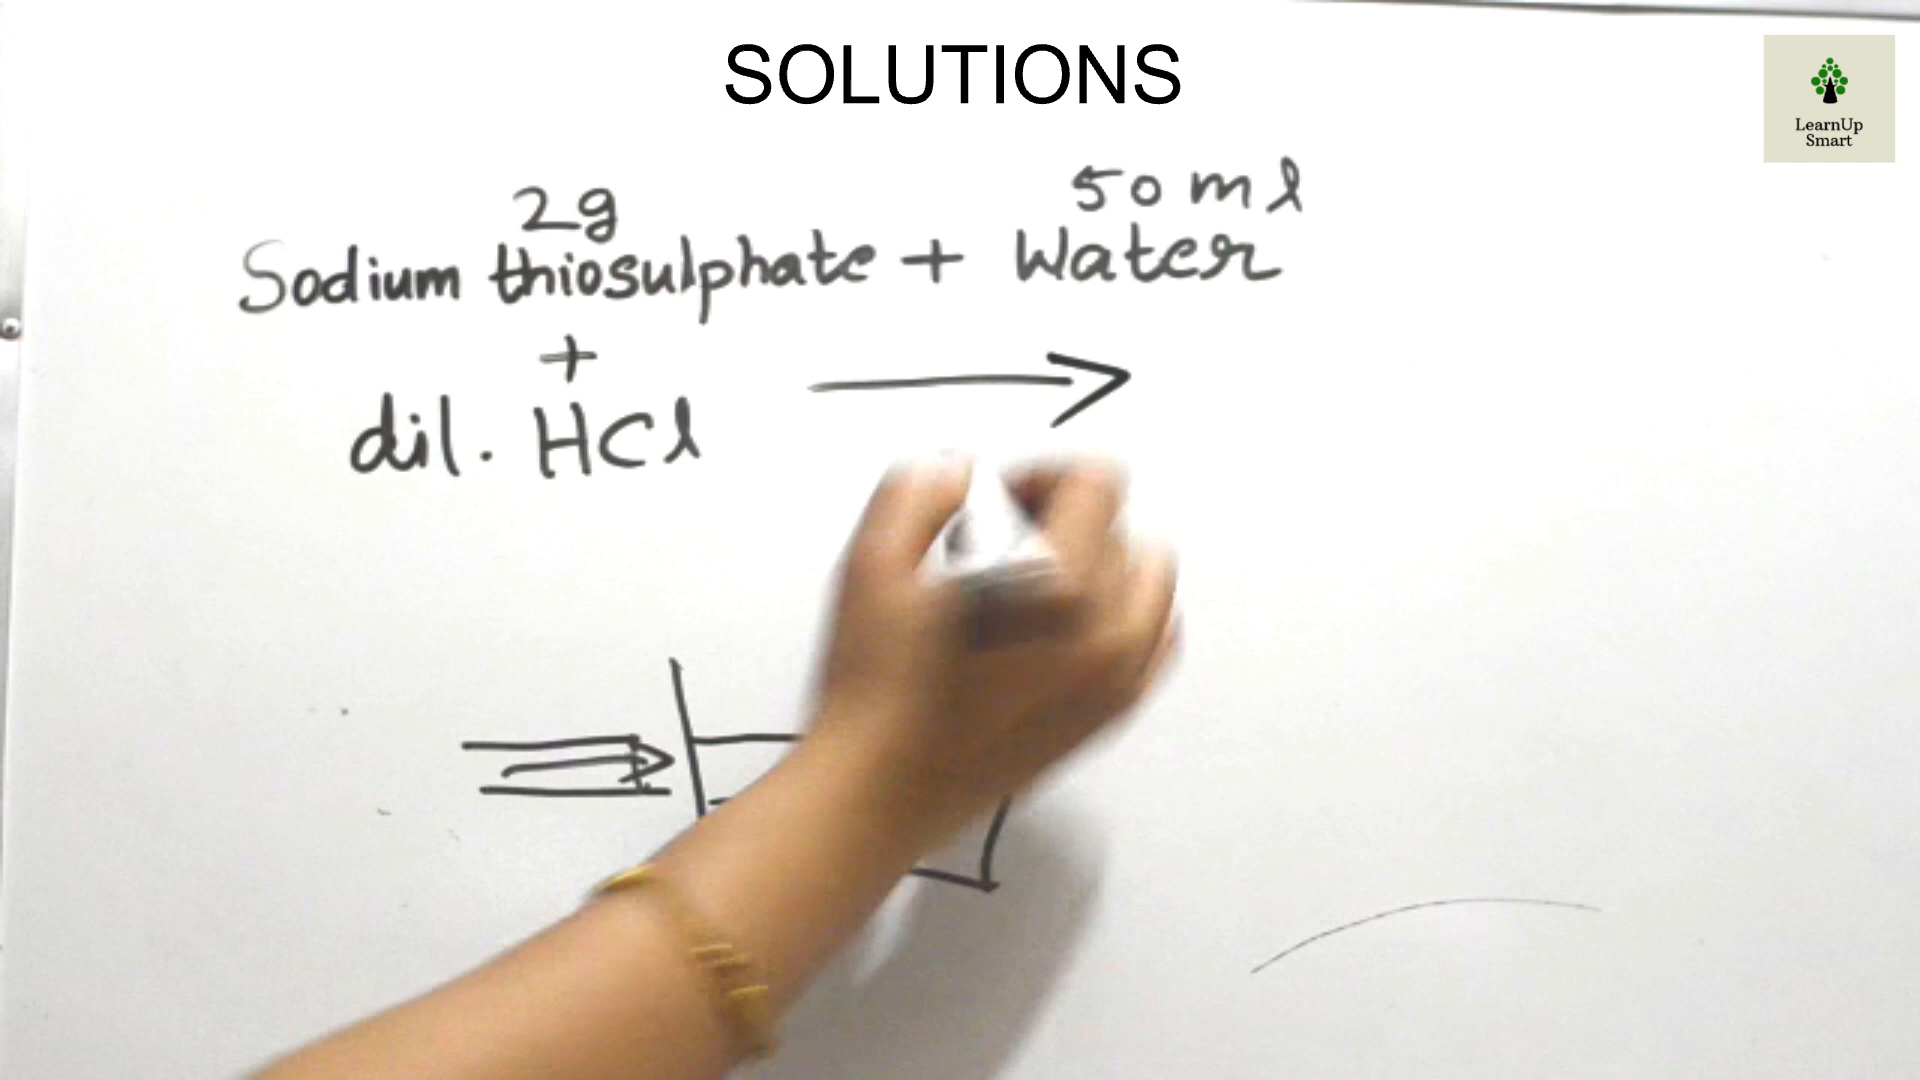 SOLUTIONS
LearnUp
Smart
2g 50 ml
Sodium thiosulphate + Water
+
dil. HCl